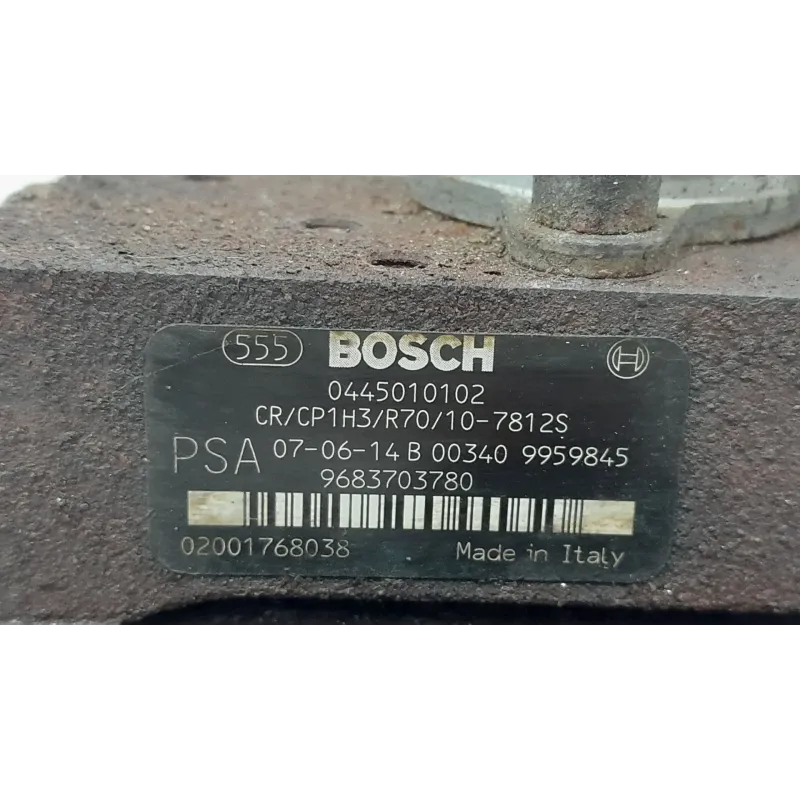 555 BOSCH
0445010102
CR/CP1H3/R70/10-7812S
PSA 07-06-14 B 00340 9959845
9683703780
02001768038 Made in Italy